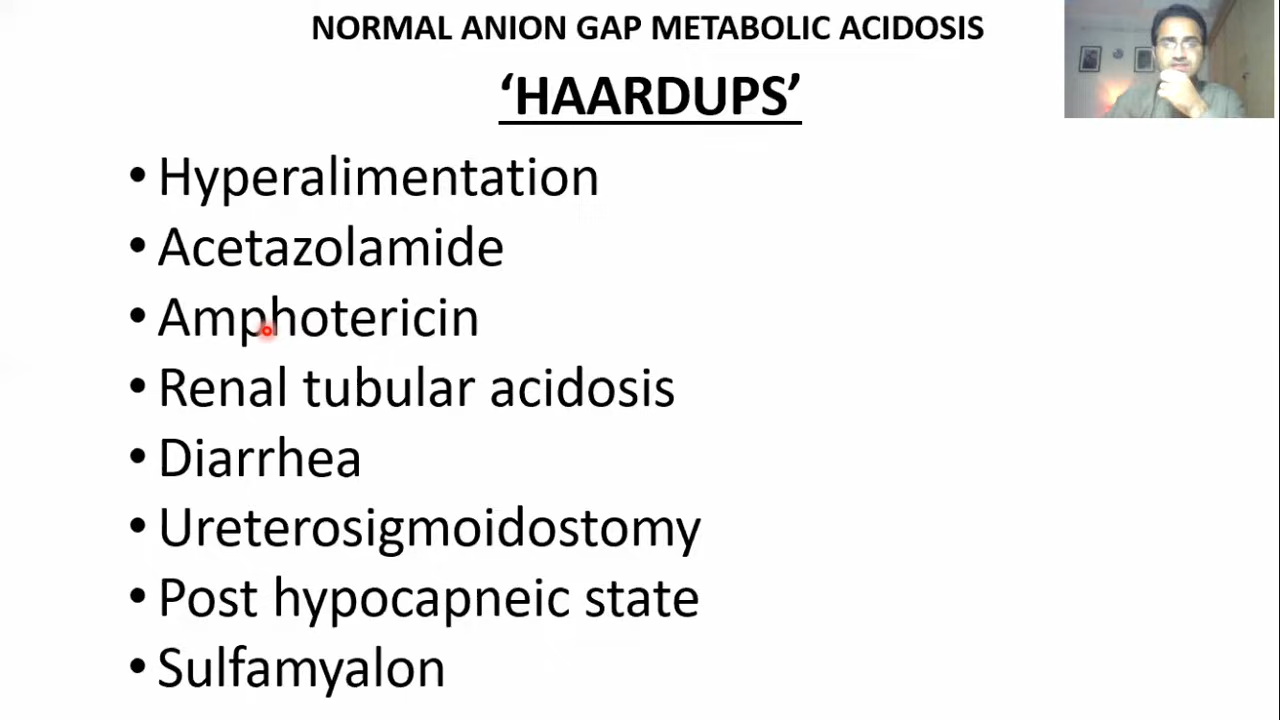 NORMAL ANION GAP METABOLIC ACIDOSIS
‘HAARDUPS’
• Hyperalimentation
• Acetazolamide
• Amphotericin
• Renal tubular acidosis
• Diarrhea
• Ureterosigmoidostomy
• Post hypocapneic state
• Sulfamyalon